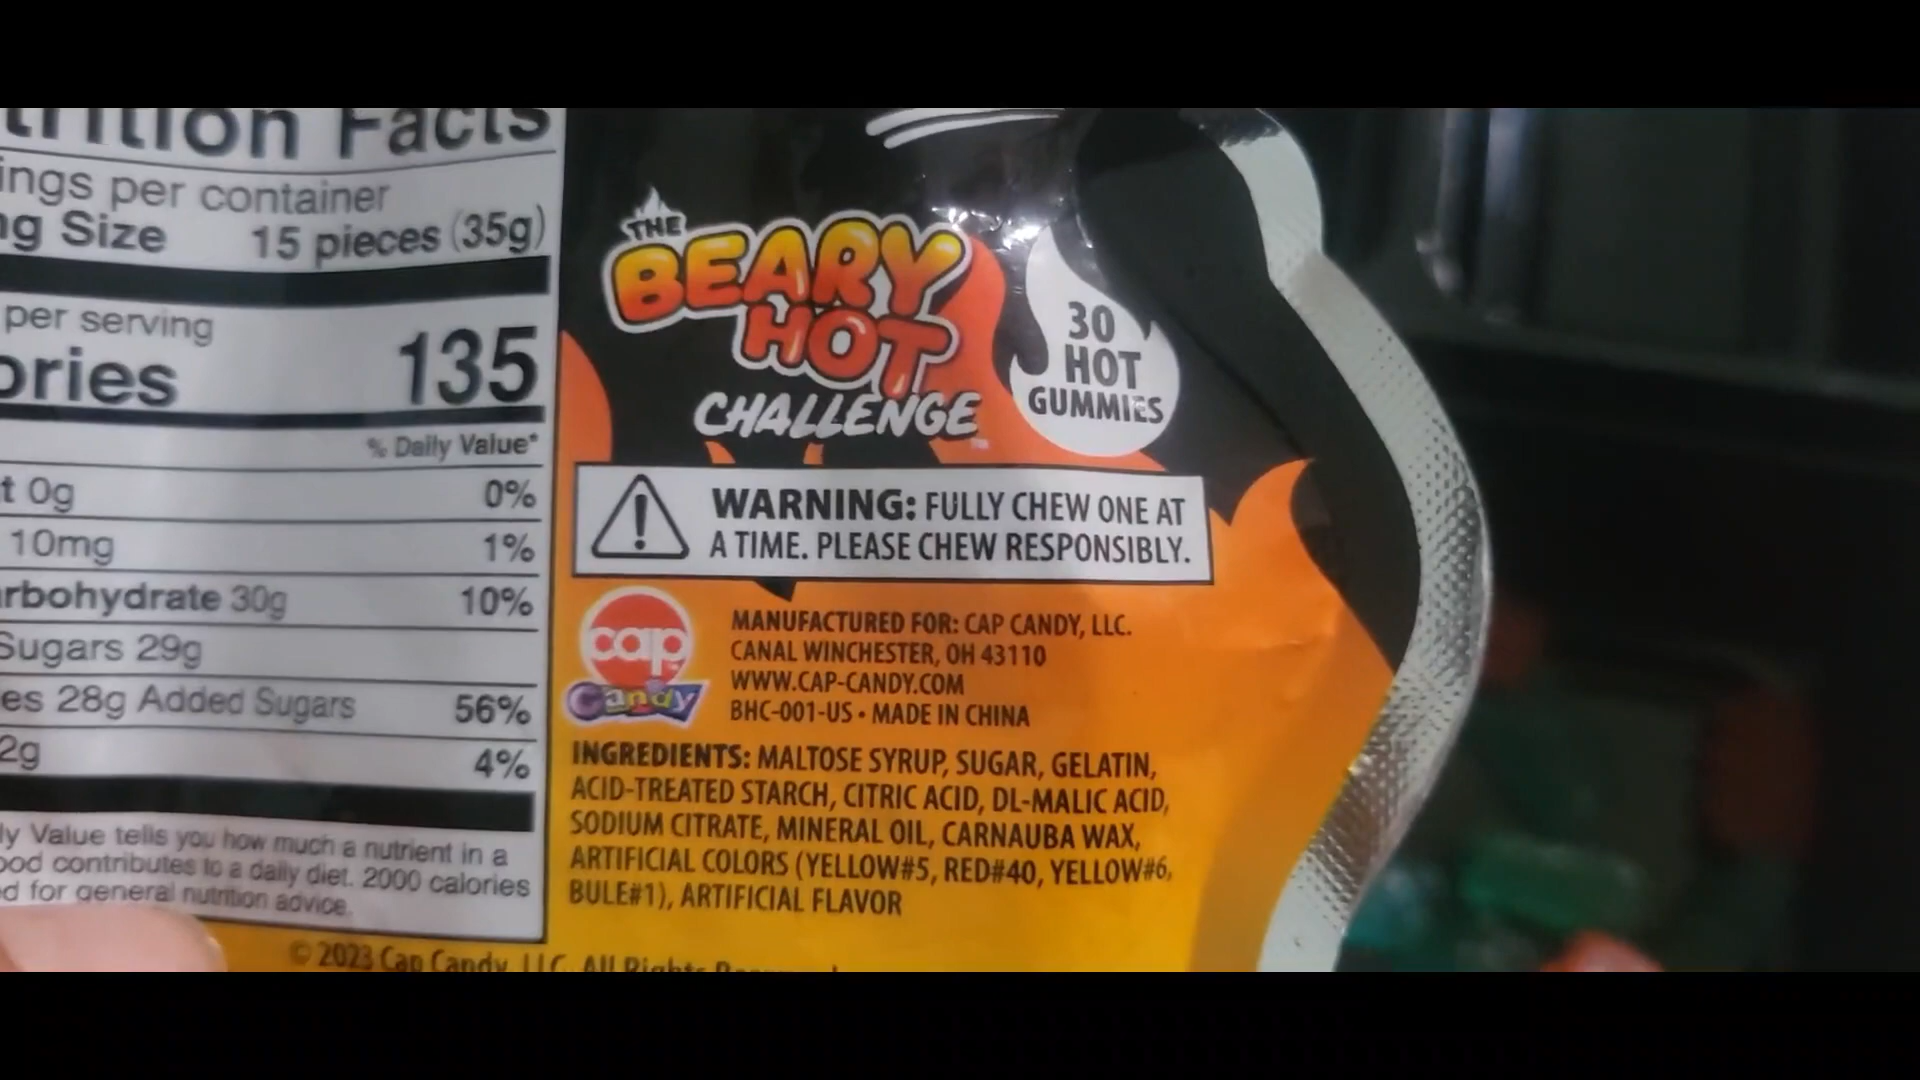 trition Facts
ings per container
ng Size 15 pieces (35g)
per serving
ories 135
% Daily Value*
t 0g 0%
10mg 1%
rbohydrate 30g 10%
Sugars 29g
es 28g Added Sugars 56%
2g 4%
ly Value tells you how much a nutrient in a
ood contributes to a daily diet. 2000 calories
d for general nutrition advice.
THE
BEARY
HOT
CHALLENGE
30
HOT
GUMMIES
WARNING: FULLY CHEW ONE AT
A TIME. PLEASE CHEW RESPONSIBLY.
cap
Candy
MANUFACTURED FOR: CAP CANDY, LLC.
CANAL WINCHESTER, OH 43110
WWW.CAP-CANDY.COM
BHC-001-US • MADE IN CHINA
INGREDIENTS: MALTOSE SYRUP, SUGAR, GELATIN,
ACID-TREATED STARCH, CITRIC ACID, DL-MALIC ACID,
SODIUM CITRATE, MINERAL OIL, CARNAUBA WAX,
ARTIFICIAL COLORS (YELLOW#5, RED#40, YELLOW#6,
BULE#1), ARTIFICIAL FLAVOR
© 2023 Cap Candy, LLC. All Rights